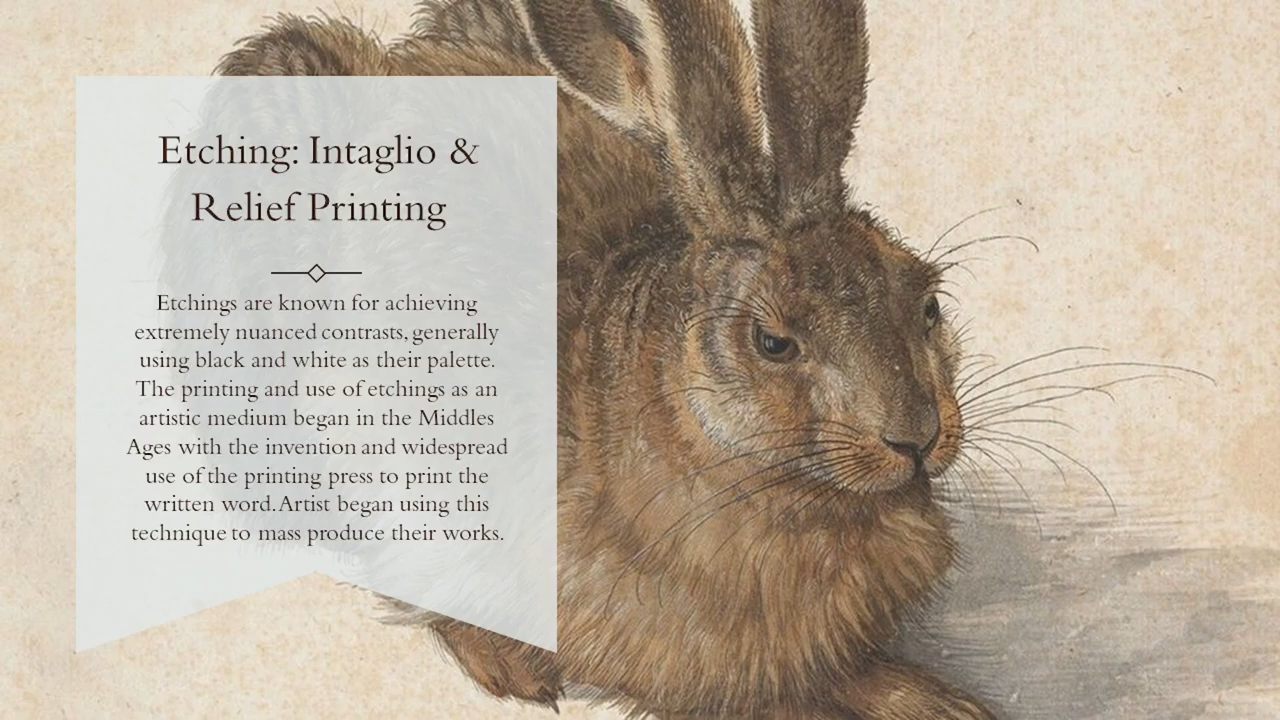 Etching: Intaglio &
Relief Printing
Etchings are known for achieving
extremely nuanced contrasts, generally
using black and white as their palette.
The printing and use of etchings as an
artistic medium began in the Middles
Ages with the invention and widespread
use of the printing press to print the
written word. Artist began using this
technique to mass produce their works.